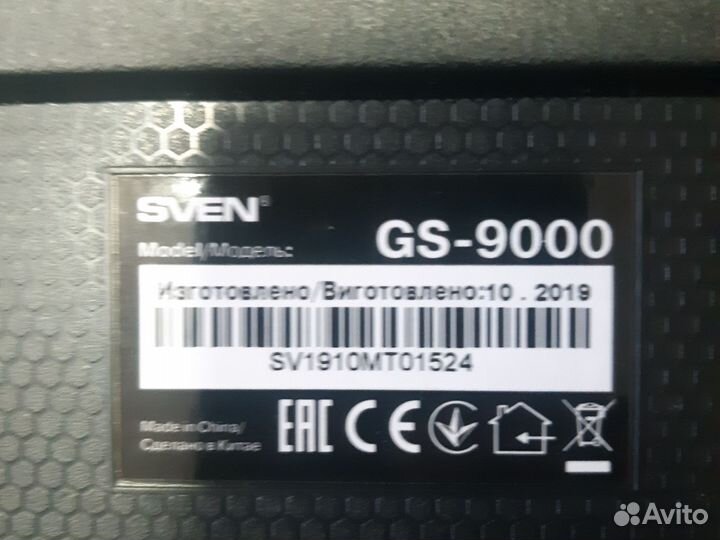 SVEN®
Model/Модель: GS-9000
Изготовлено/Виготовлено:10 . 2019
SV1910MT01524
Made in China/
Сделано в Китае
EAC CE
Avito